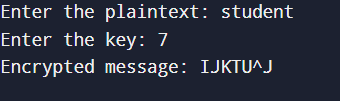 Enter the plaintext: student
Enter the key: 7
Encrypted message: IJKTU^J